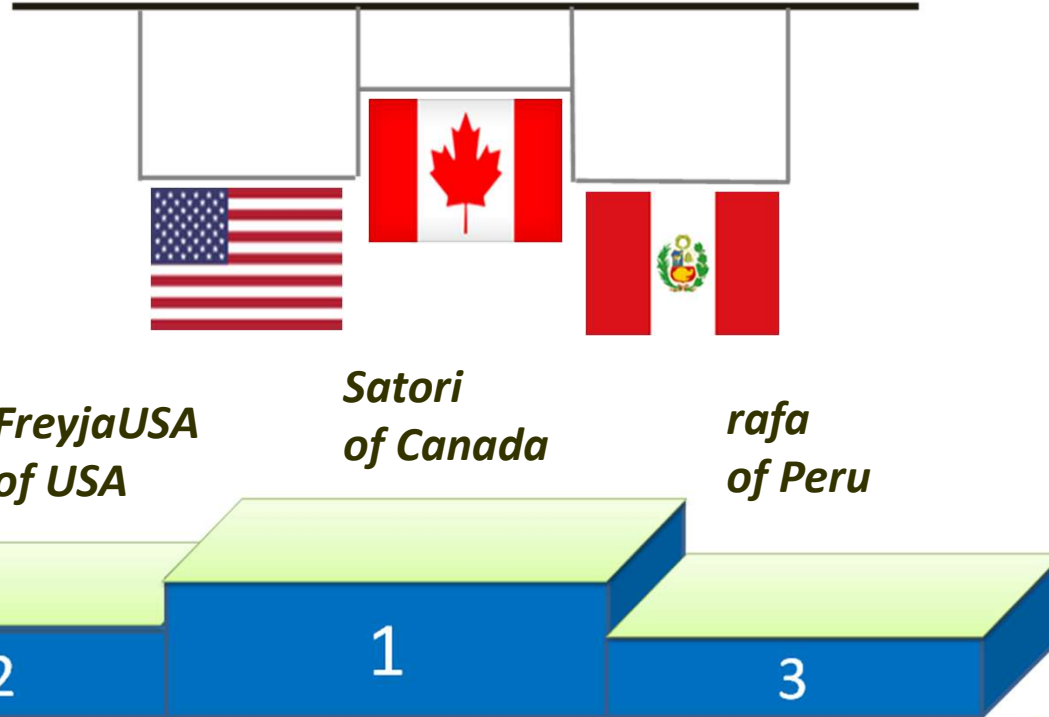 FreyjaUSA
of USA
Satori
of Canada
rafa
of Peru
2
1
3